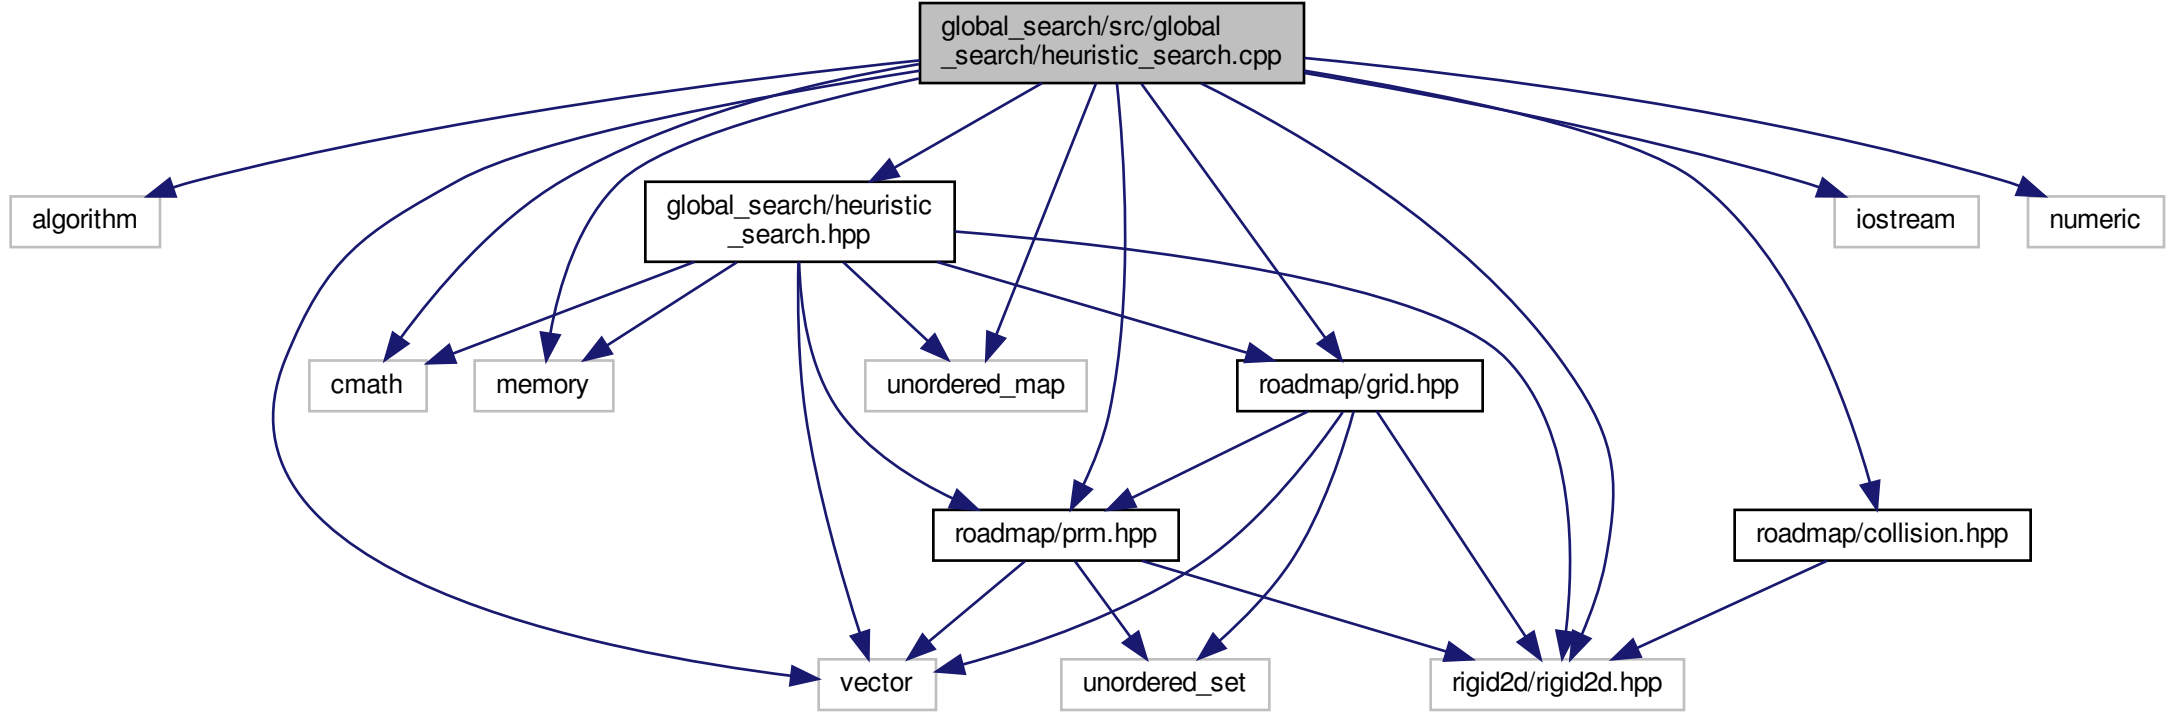 global_search/src/global
_search/heuristic_search.cpp
algorithm
global_search/heuristic
_search.hpp
iostream
numeric
cmath
memory
unordered_map
roadmap/grid.hpp
roadmap/prm.hpp
roadmap/collision.hpp
vector
unordered_set
rigid2d/rigid2d.hpp